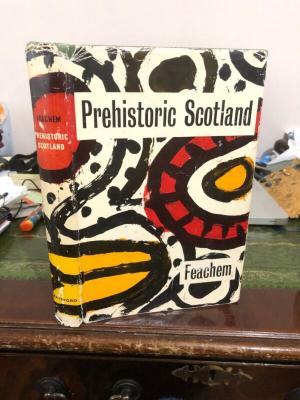 Prehistoric Scotland
Feachem
FEACHEM
PREHISTORIC
SCOTLAND